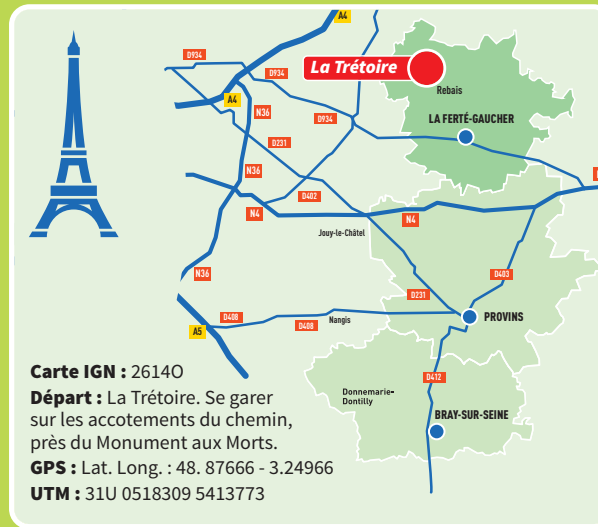 A4
A4
D934
D934
La Trétoire
Rebais
A4
N36
D934
LA FERTÉ-GAUCHER
D231
N36
D402
N4
N4
Jouy-le-Châtel
N36
D403
D231
D408
D408
Nangis
PROVINS
A5
D412
Donnemarie-
Dontilly
BRAY-SUR-SEINE
Carte IGN : 2614O
Départ : La Trétoire. Se garer
sur les accotements du chemin,
près du Monument aux Morts.
GPS : Lat. Long. : 48. 87666 - 3.24966
UTM : 31U 0518309 5413773